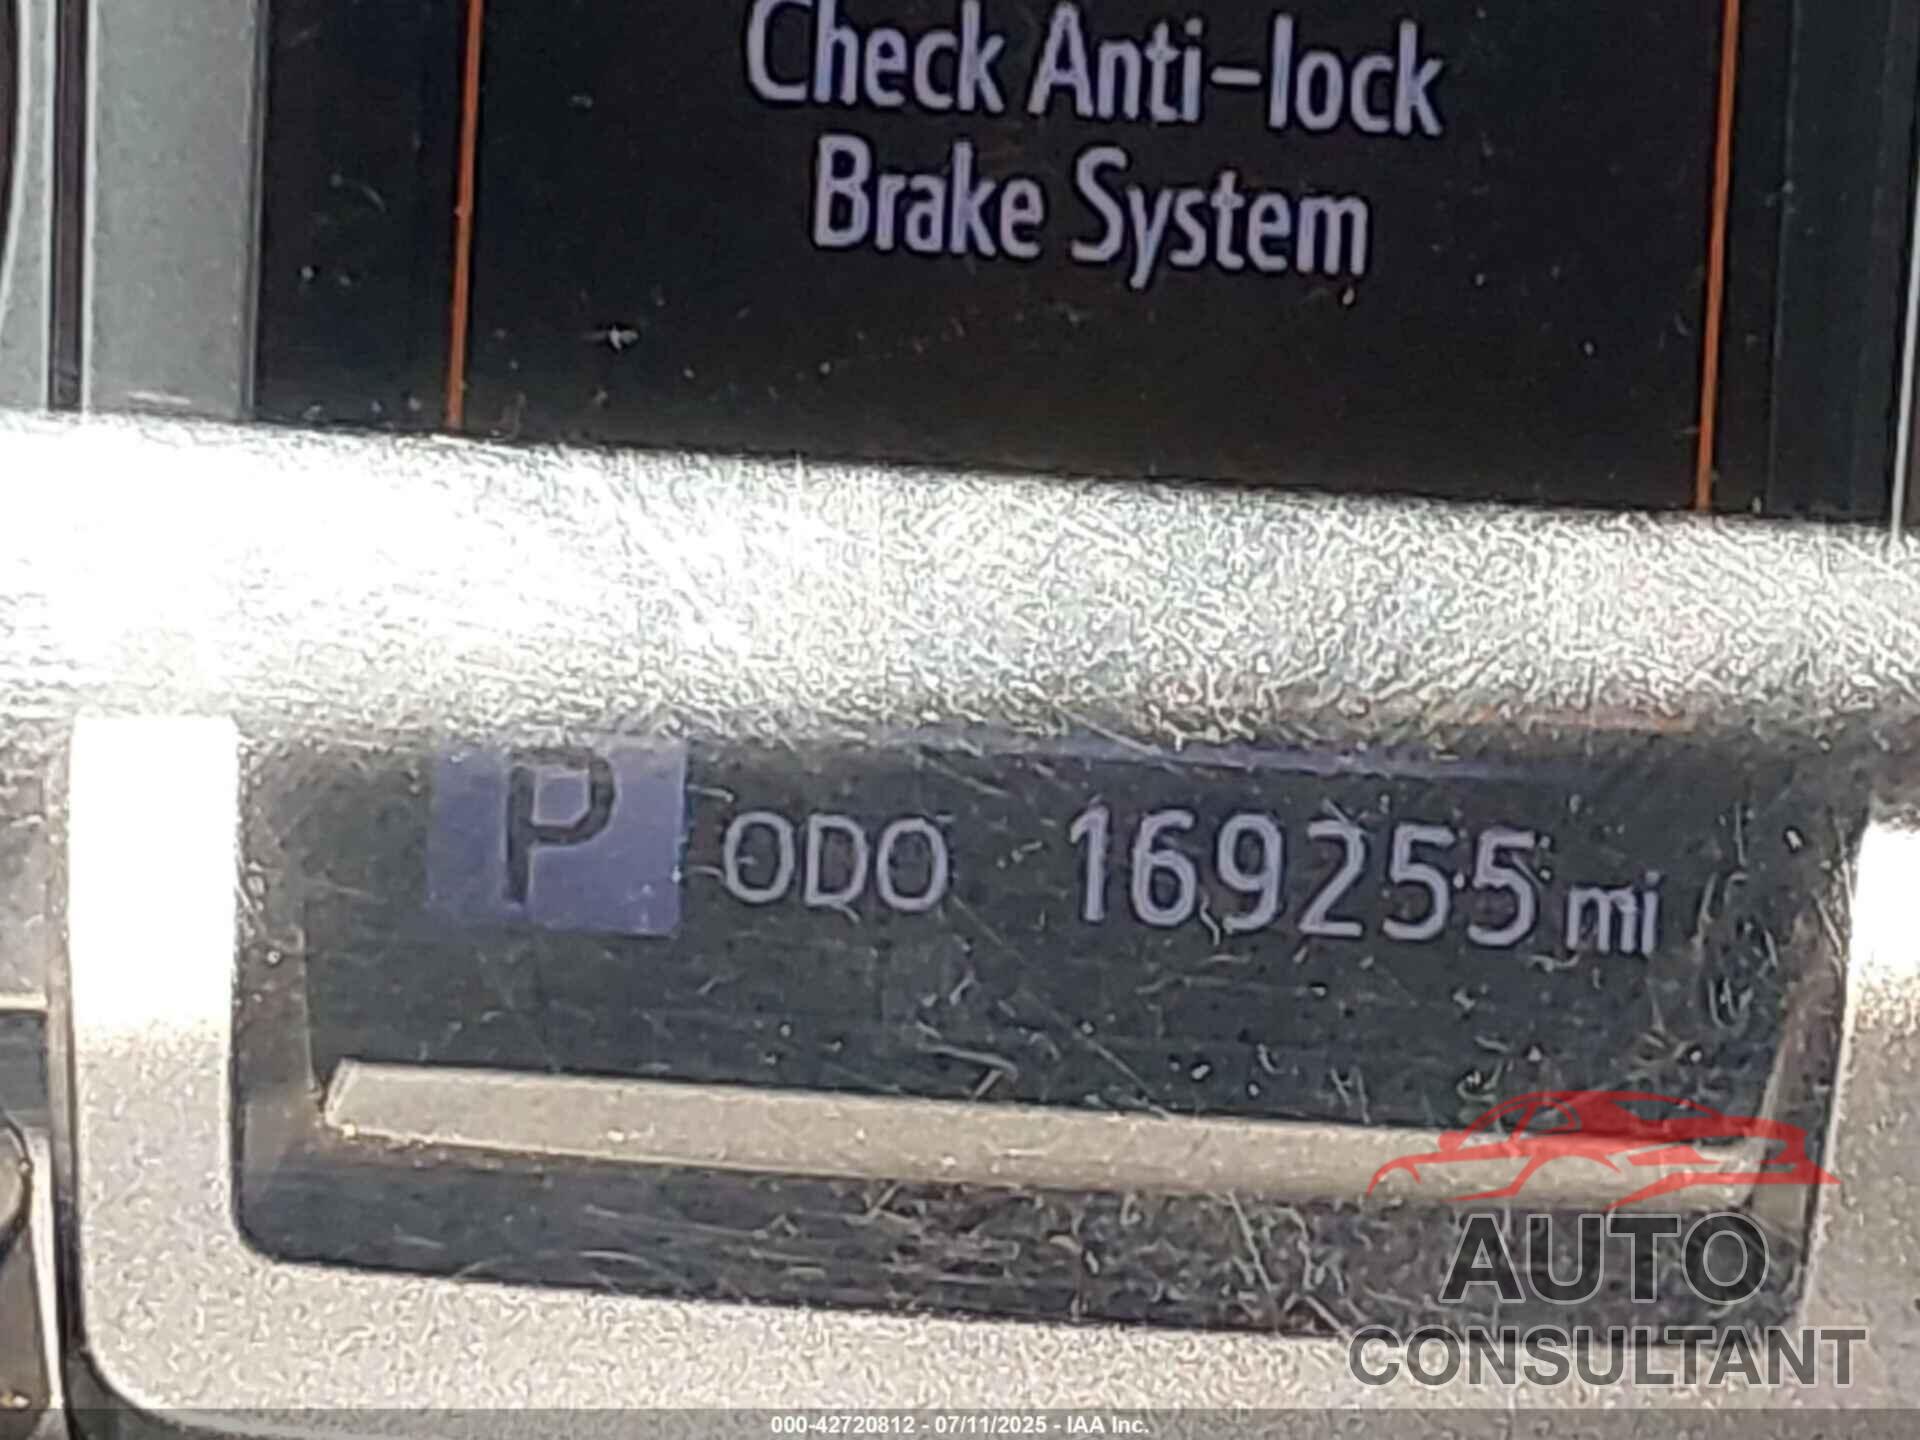 Check Anti-lock
Brake System
P ODO 169255 mi
AUTO
CONSULTANT
000-42720812 - 07/11/2025 - IAA Inc.